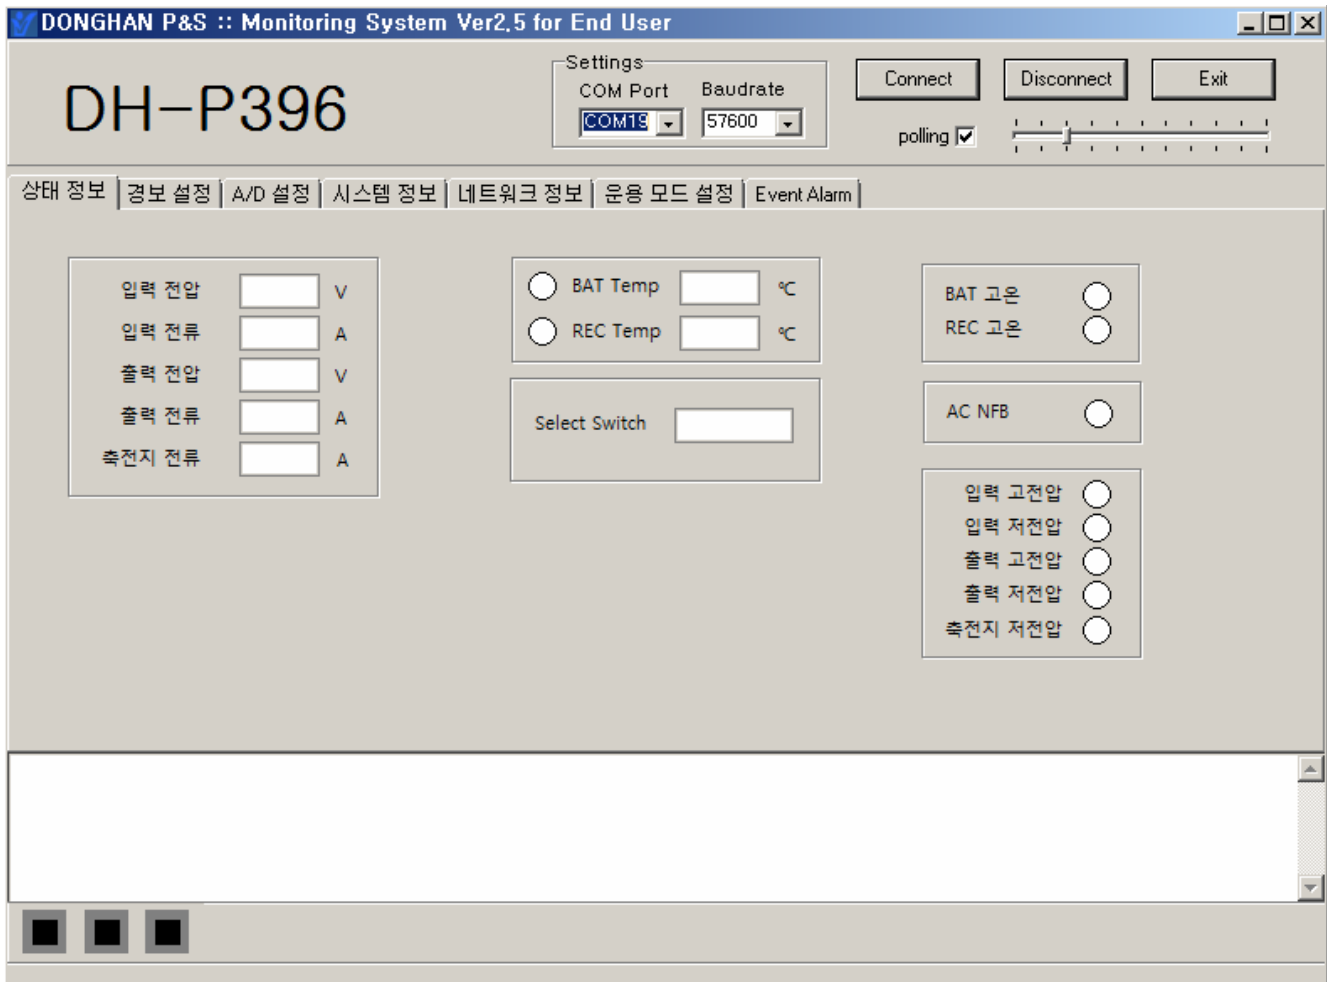 DONGHAN P&S :: Monitoring System Ver2,5 for End User
DH-P396
Settings
COM Port Baudrate
COM19 57600
Connect Disconnect Exit
polling
상태 정보 경보 설정 A/D 설정 시스템 정보 네트워크 정보 운용 모드 설정 Event Alarm
입력 전압 V
입력 전류 A
출력 전압 V
출력 전류 A
축전지 전류 A
BAT Temp ℃
REC Temp ℃
Select Switch
BAT 고온
REC 고온
AC NFB
입력 고전압
입력 저전압
출력 고전압
출력 저전압
축전지 저전압